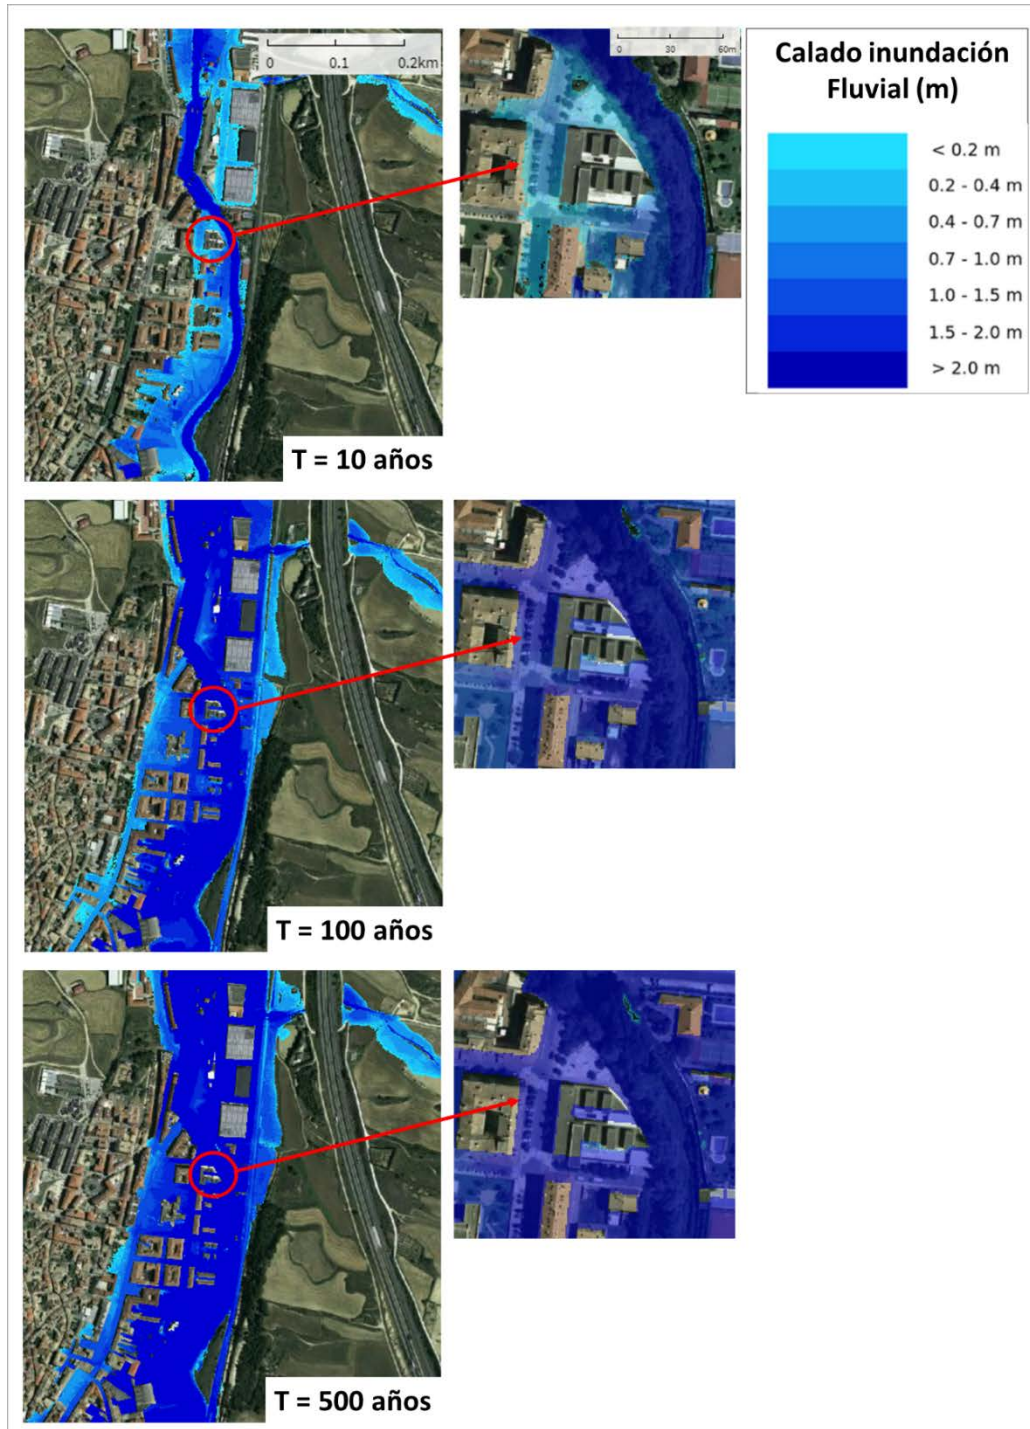 0 0.1 0.2km
0 30 60m
Calado inundación
Fluvial (m)
< 0.2 m
0.2 - 0.4 m
0.4 - 0.7 m
0.7 - 1.0 m
1.0 - 1.5 m
1.5 - 2.0 m
> 2.0 m
T = 10 años
T = 100 años
T = 500 años